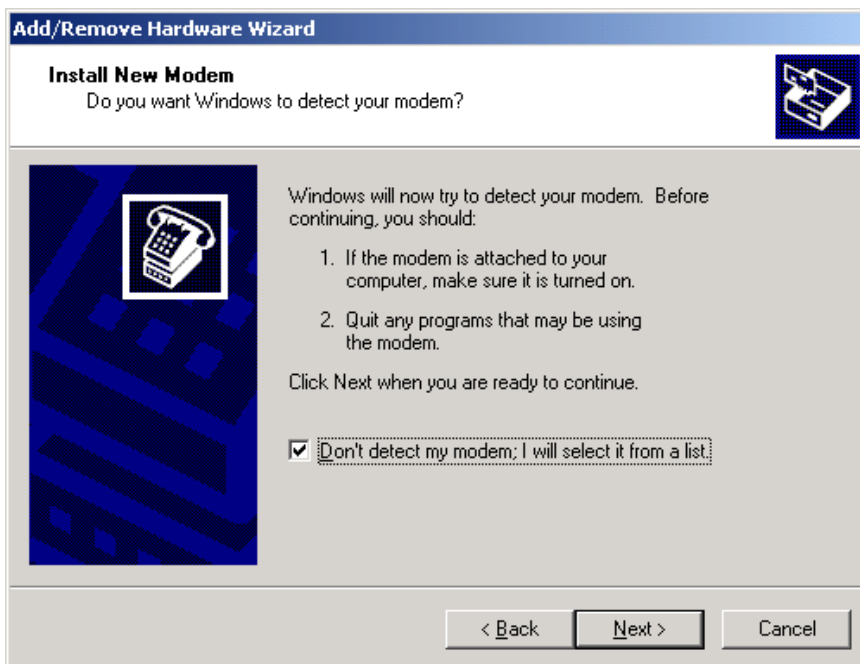 Add/Remove Hardware Wizard
Install New Modem
Do you want Windows to detect your modem?
Windows will now try to detect your modem.  Before
continuing, you should:
1.  If the modem is attached to your
computer, make sure it is turned on.
2.  Quit any programs that may be using
the modem.
Click Next when you are ready to continue.
Don't detect my modem; I will select it from a list.
< Back
Next >
Cancel